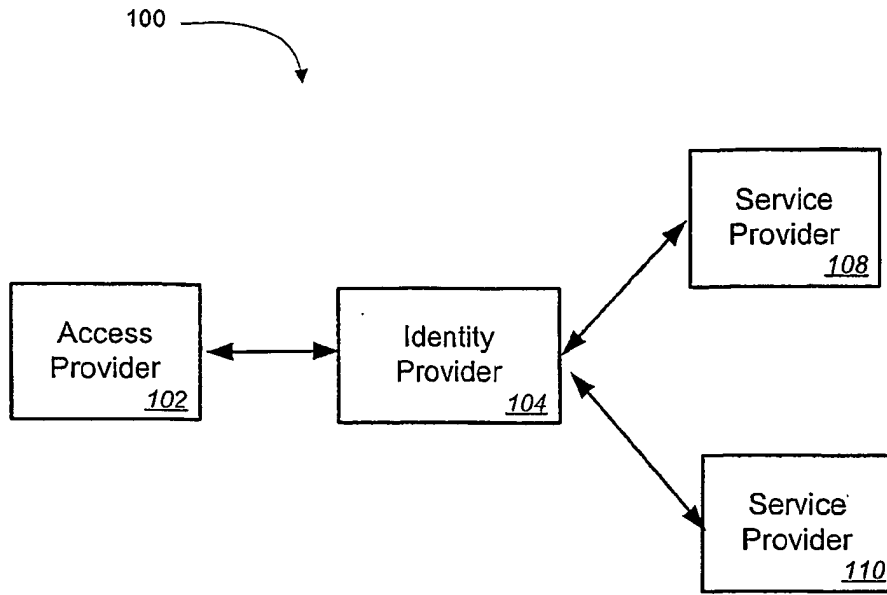 100
Service
Provider
108
Access
Provider
102
Identity
Provider
104
Service
Provider
110